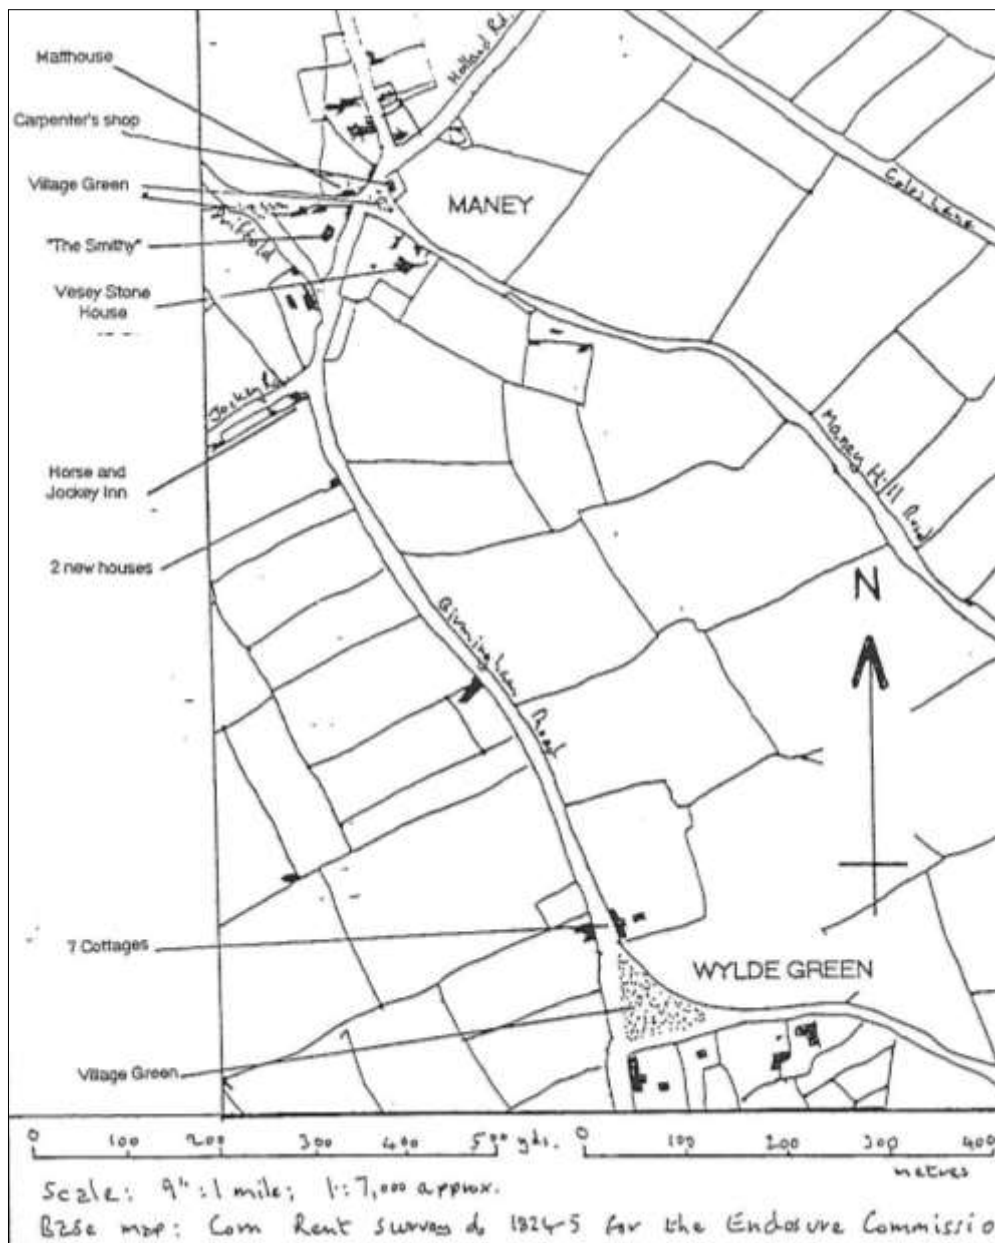 Malthouse
Carpenter's shop
Village Green
"The Smithy"
Vesey Stone
House
Horse and
Jockey Inn
2 new houses
7 Cottages
Village Green
Holland Rd.
MANEY
Coles Lane
Driffold
Jockey Rd
Maney Hill Road
N
Birmingham Road
WYLDE GREEN
0 100 200 300 400 500 yds.
0 100 200 300 400
metres
Scale: 9" : 1 mile; 1:7,000 approx.
Base map: Corn Rent Survey do 1824-5 for the Enclosure Commissio